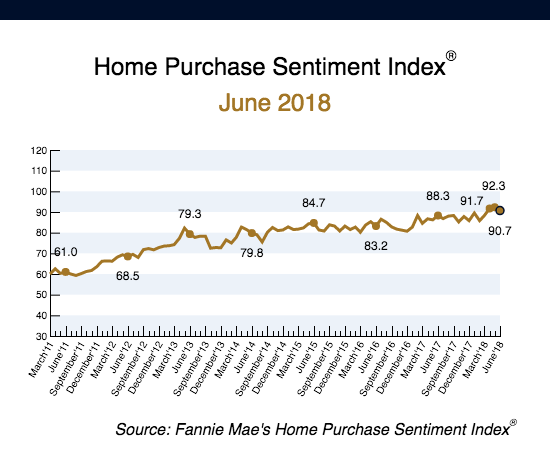 Home Purchase Sentiment Index®
June 2018
120
110
100
90
80
70
60
50
40
30
61.0
68.5
79.3
79.8
84.7
83.2
88.3
91.7
92.3
90.7
March'11
June'11
September'11
December'11
March'12
June'12
September'12
December'12
March'13
June'13
September'13
December'13
March'14
June'14
September'14
December'14
March'15
June'15
September'15
December'15
March'16
June'16
September'16
December'16
March'17
June'17
September'17
December'17
March'18
June'18
Source: Fannie Mae's Home Purchase Sentiment Index®